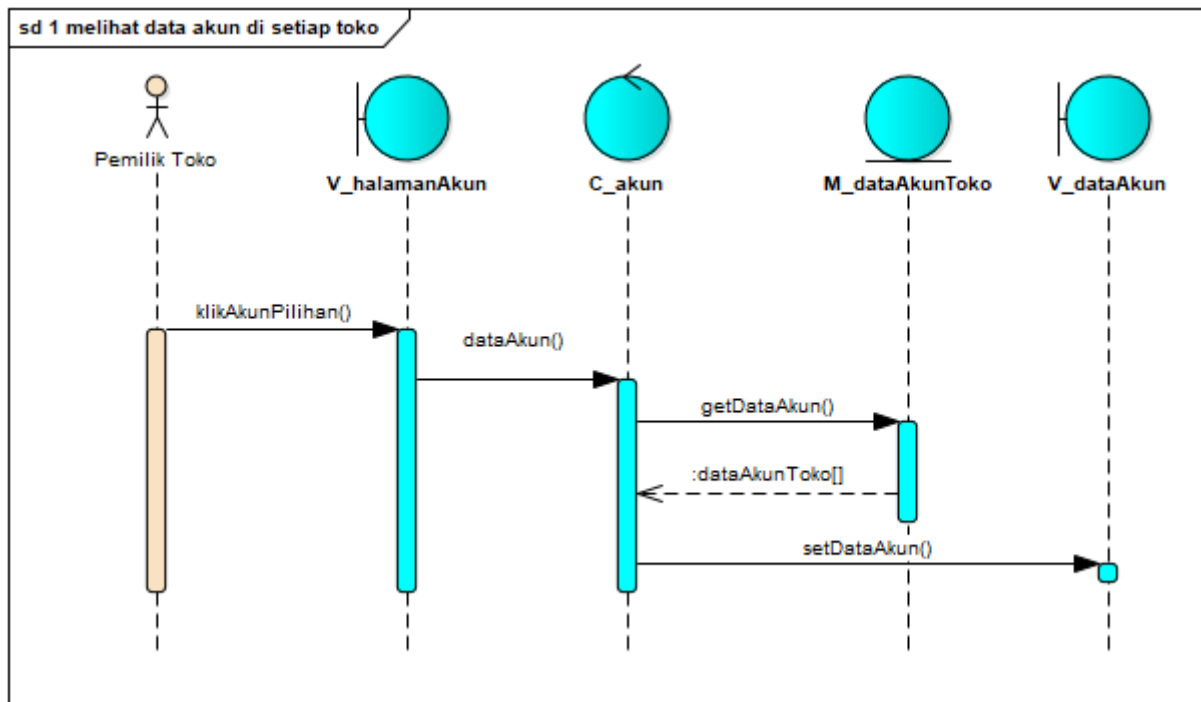 sd 1 melihat data akun di setiap toko
Pemilik Toko
V_halamanAkun
C_akun
M_dataAkunToko
V_dataAkun
klikAkunPilihan()
dataAkun()
getDataAkun()
:dataAkunToko[]
setDataAkun()